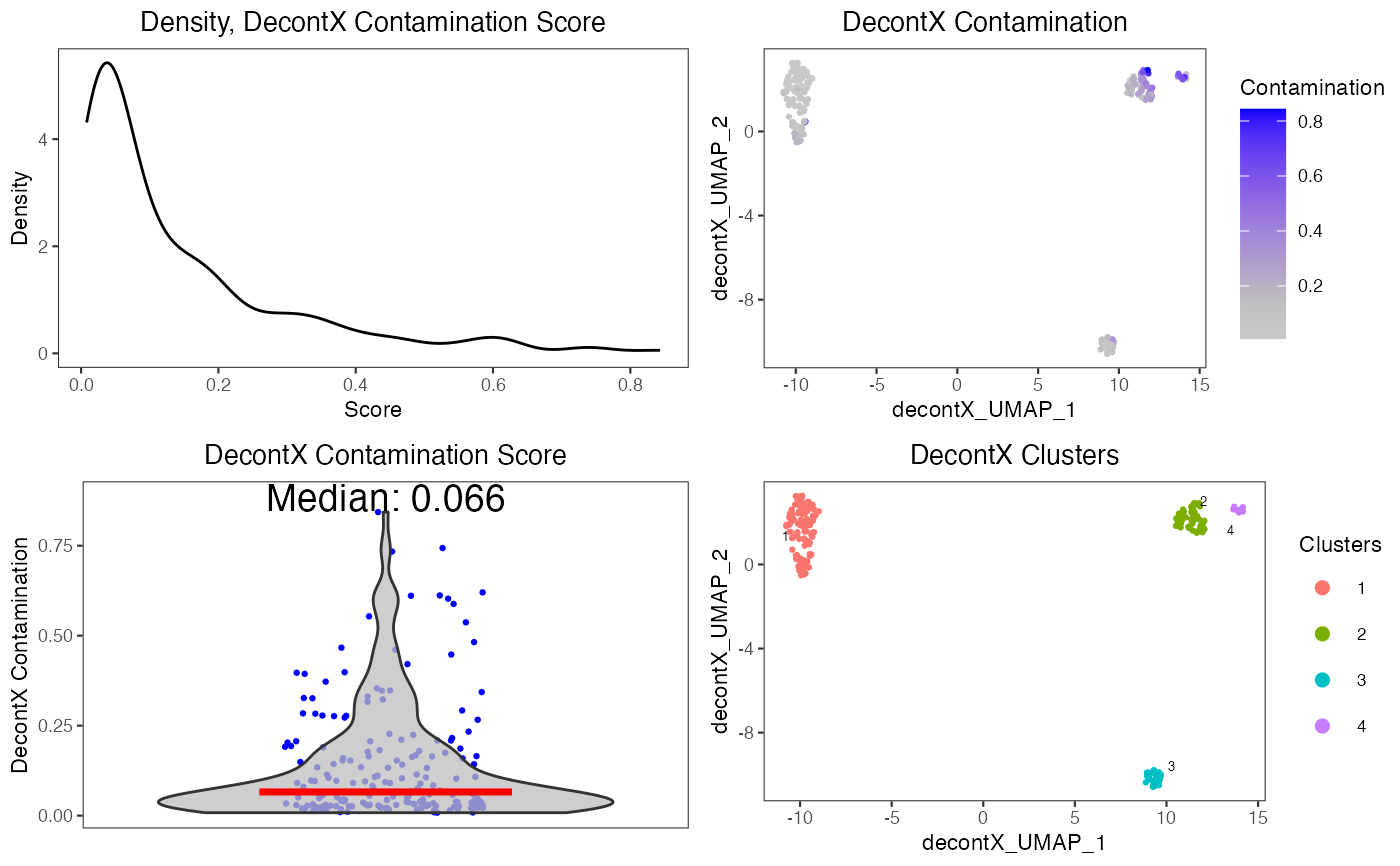 Density, DecontX Contamination Score
Density
4
2
0
0.0 0.2 0.4 0.6 0.8
Score
DecontX Contamination
decontX_UMAP_2
0
-4
-8
-10 -5 0 5 10 15
decontX_UMAP_1
Contamination
0.8
0.6
0.4
0.2
DecontX Contamination Score
Median: 0.066
DecontX Contamination
0.75
0.50
0.25
0.00
DecontX Clusters
decontX_UMAP_2
0
-4
-8
1
2
4
3
-10 -5 0 5 10 15
decontX_UMAP_1
Clusters
1
2
3
4